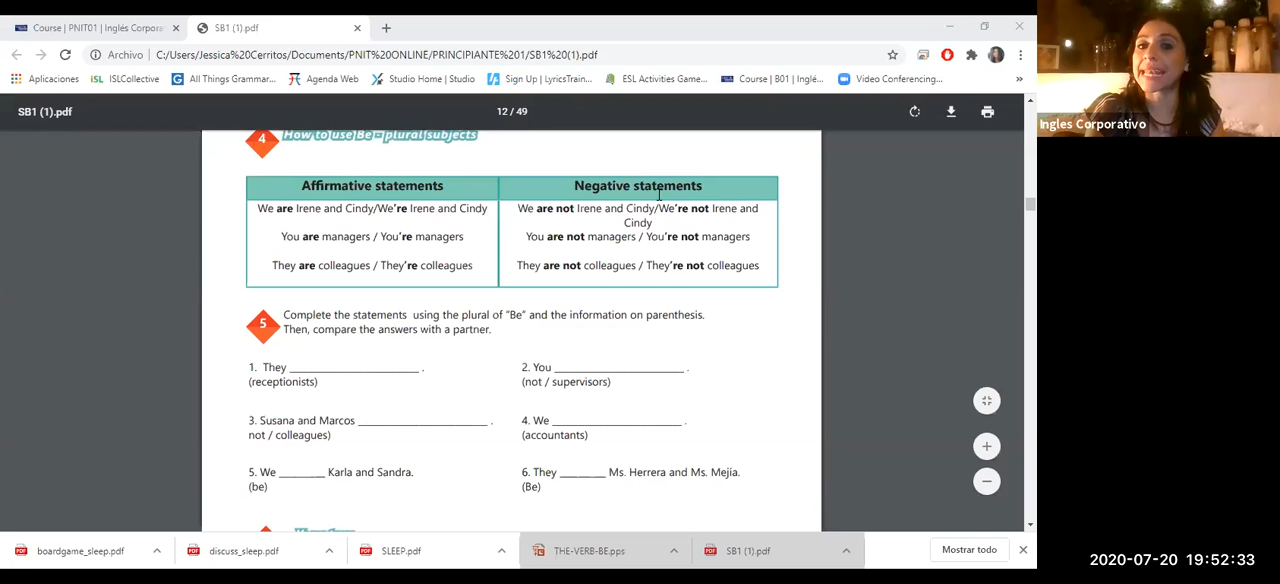 Course | PNIT01 | Inglés Corpora
SB1 (1).pdf
Archivo
C:/Users/Jessica%20Cerritos/Documents/PNIT%20ONLINE/PRINCIPIANTE%201/SB1%20(1).pdf
Aplicaciones
iSL ISLCollective
All Things Grammar...
Agenda Web
Studio Home | Studio
Sign Up | LyricsTrain...
ESL Activities Game...
Course | B01 | Inglé...
Video Conferencing...
»
SB1 (1).pdf
12 / 49
Ingles Corporativo
4
How to use Be - plural subjects
Affirmative statements
Negative statements
We are Irene and Cindy/We're Irene and Cindy
We are not Irene and Cindy/We're not Irene and
Cindy
You are managers / You're managers
You are not managers / You're not managers
They are colleagues / They're colleagues
They are not colleagues / They're not colleagues
5
Complete the statements using the plural of "Be" and the information on parenthesis.
Then, compare the answers with a partner.
1. They ________________________ .
2. You ________________________ .
(receptionists)
(not / supervisors)
3. Susana and Marcos ________________________ .
4. We ________________________ .
not / colleagues)
(accountants)
5. We ________ Karla and Sandra.
6. They ________ Ms. Herrera and Ms. Mejía.
(be)
(Be)
boardgame_sleep.pdf
discuss_sleep.pdf
SLEEP.pdf
THE-VERB-BE.pps
SB1 (1).pdf
Mostrar todo
2020-07-20 19:52:33